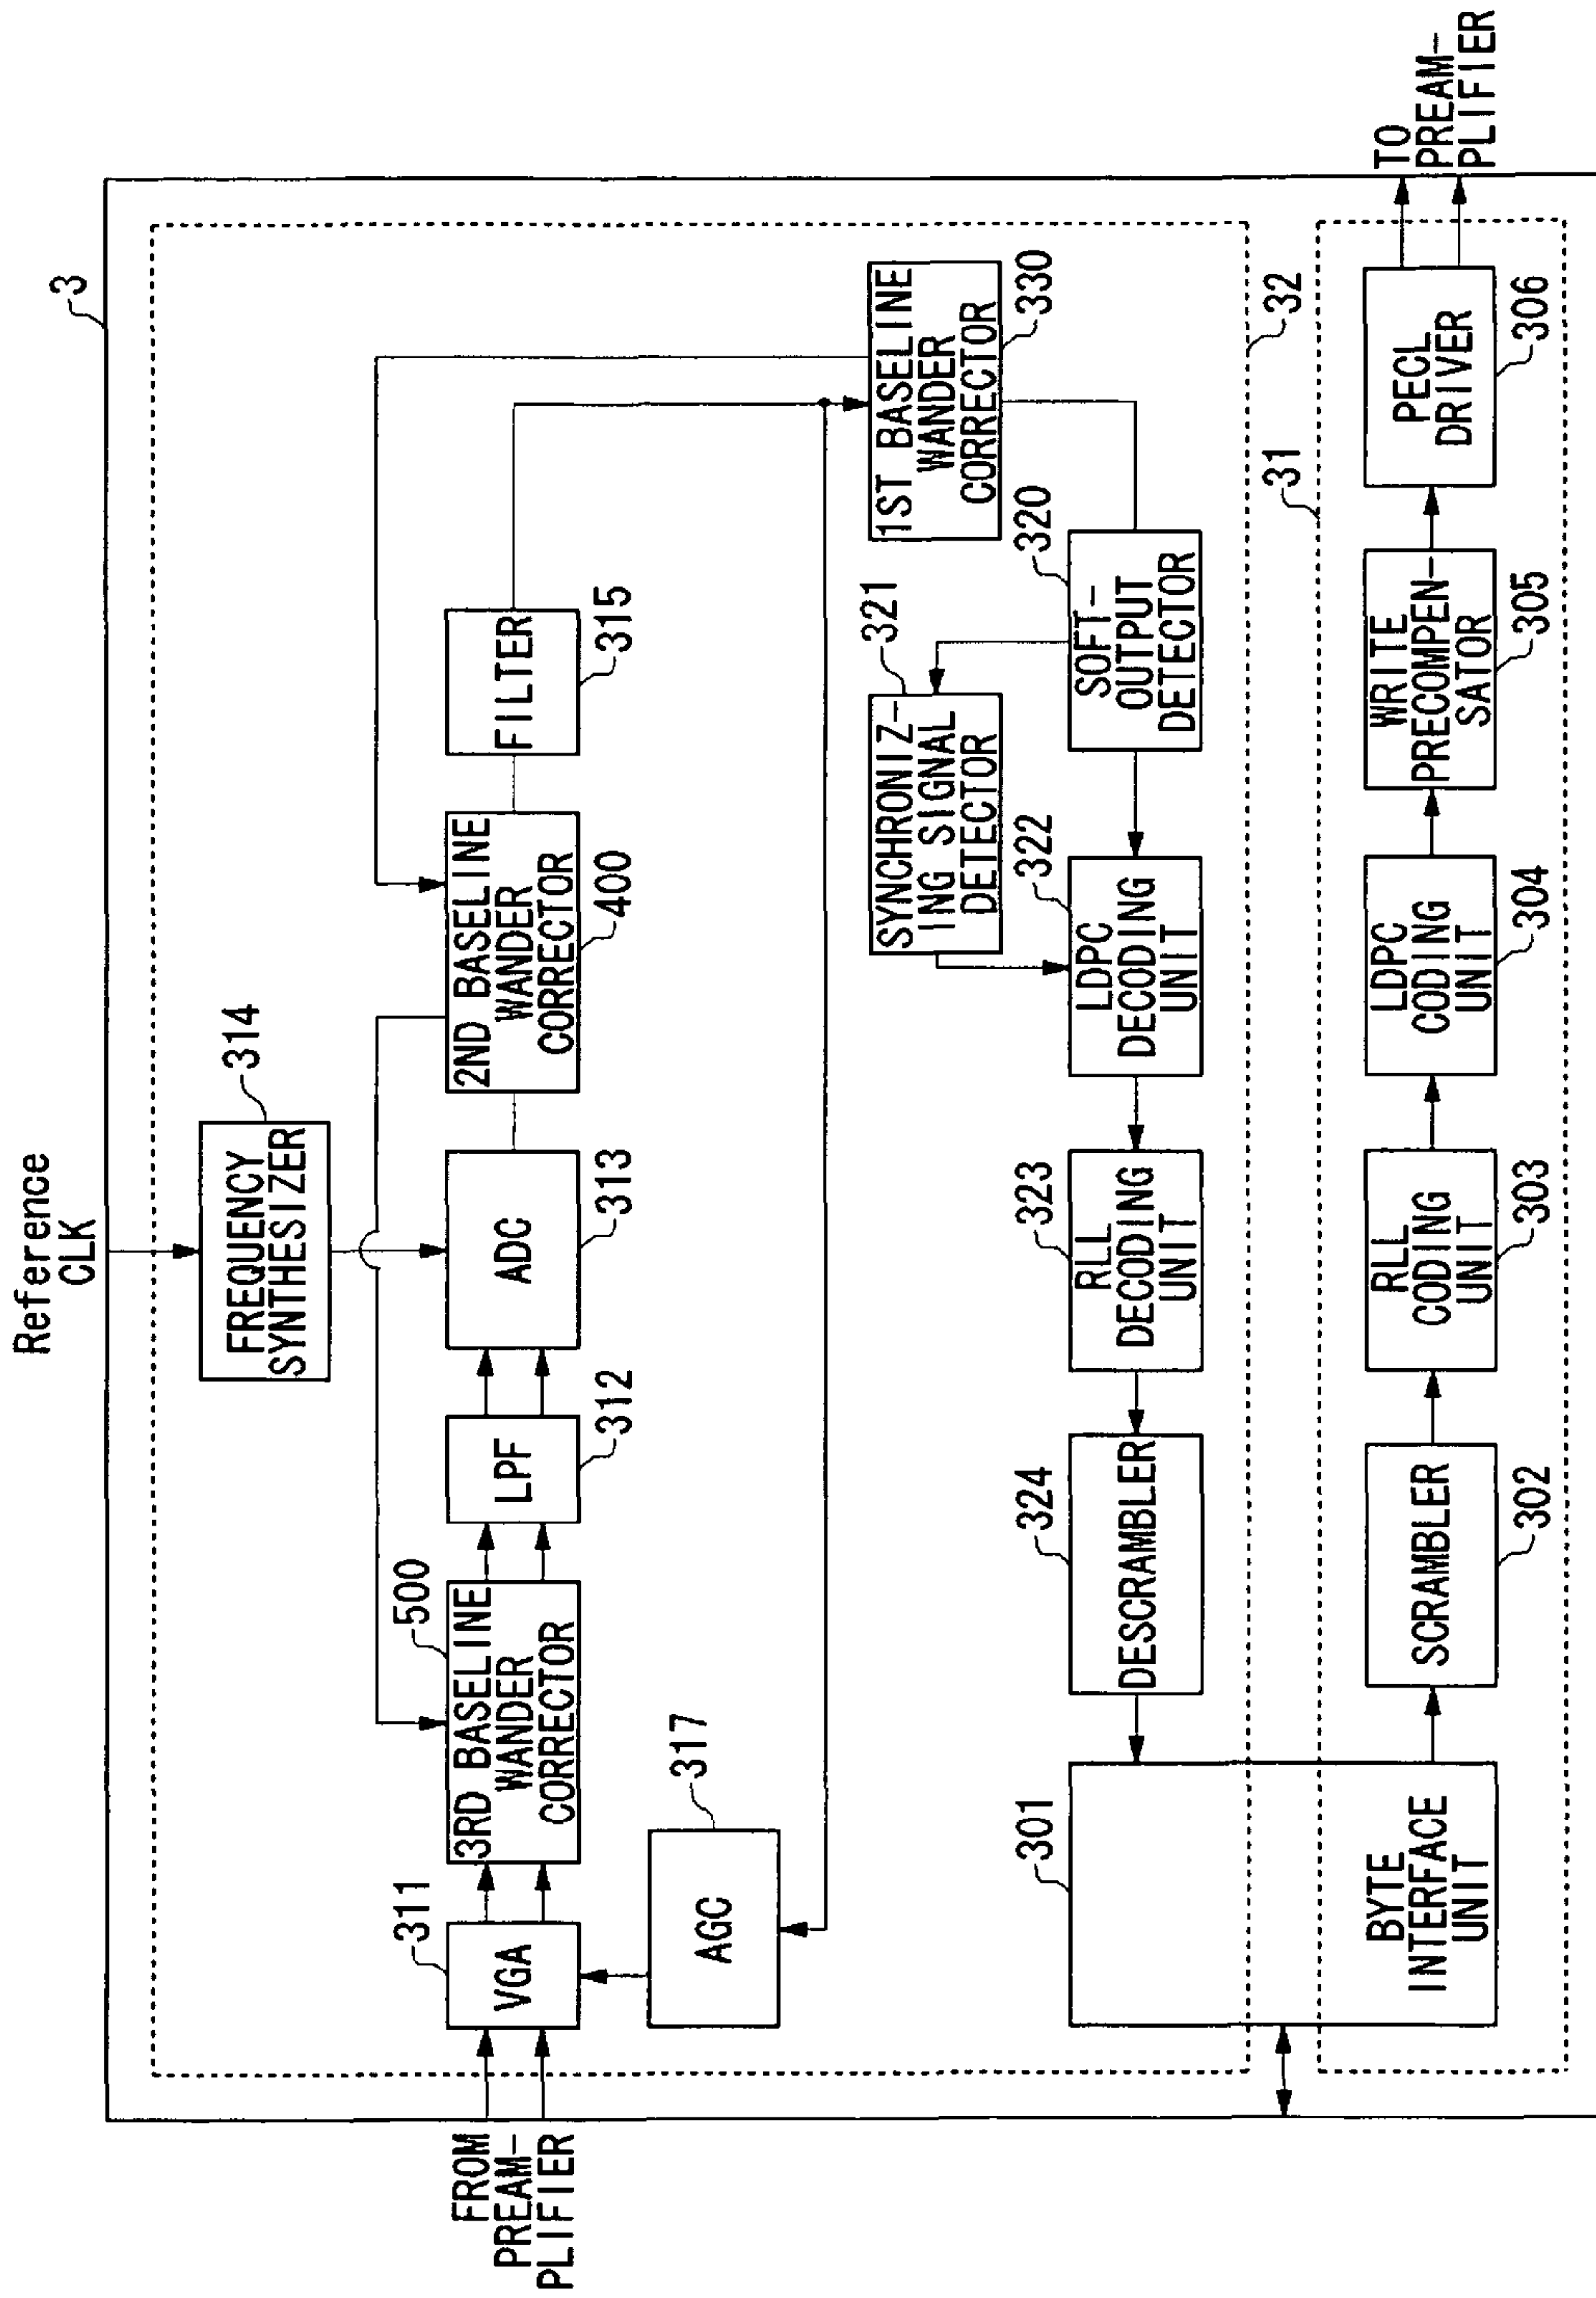 Reference
CLK
3
FREQUENCY
SYNTHESIZER
314
FROM
PREAM-
PLIFIER
VGA
311
3RD BASELINE
WANDER
CORRECTOR
500
LPF
312
ADC
313
2ND BASELINE
WANDER
CORRECTOR
400
FILTER
315
AGC
317
1ST BASELINE
WANDER
CORRECTOR
330
SYNCHRONIZ-
ING SIGNAL
DETECTOR
321
301
DESCRAMBLER
324
RLL
DECODING
UNIT
323
LDPC
DECODING
UNIT
322
SOFT-
OUTPUT
DETECTOR
320
32
31
BYTE
INTERFACE
UNIT
SCRAMBLER
302
RLL
CODING
UNIT
303
LDPC
CODING
UNIT
304
WRITE
PRECOMPEN-
SATOR
305
PECL
DRIVER
306
TO
PREAM-
PLIFIER